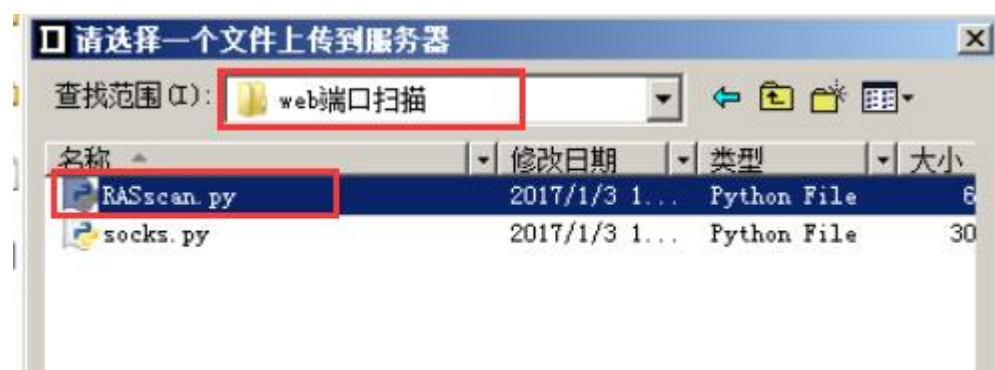 请选择一个文件上传到服务器
查找范围(I): web端口扫描
名称 修改日期 类型 大小
RASscan.py 2017/1/3 1... Python File 6
socks.py 2017/1/3 1... Python File 30